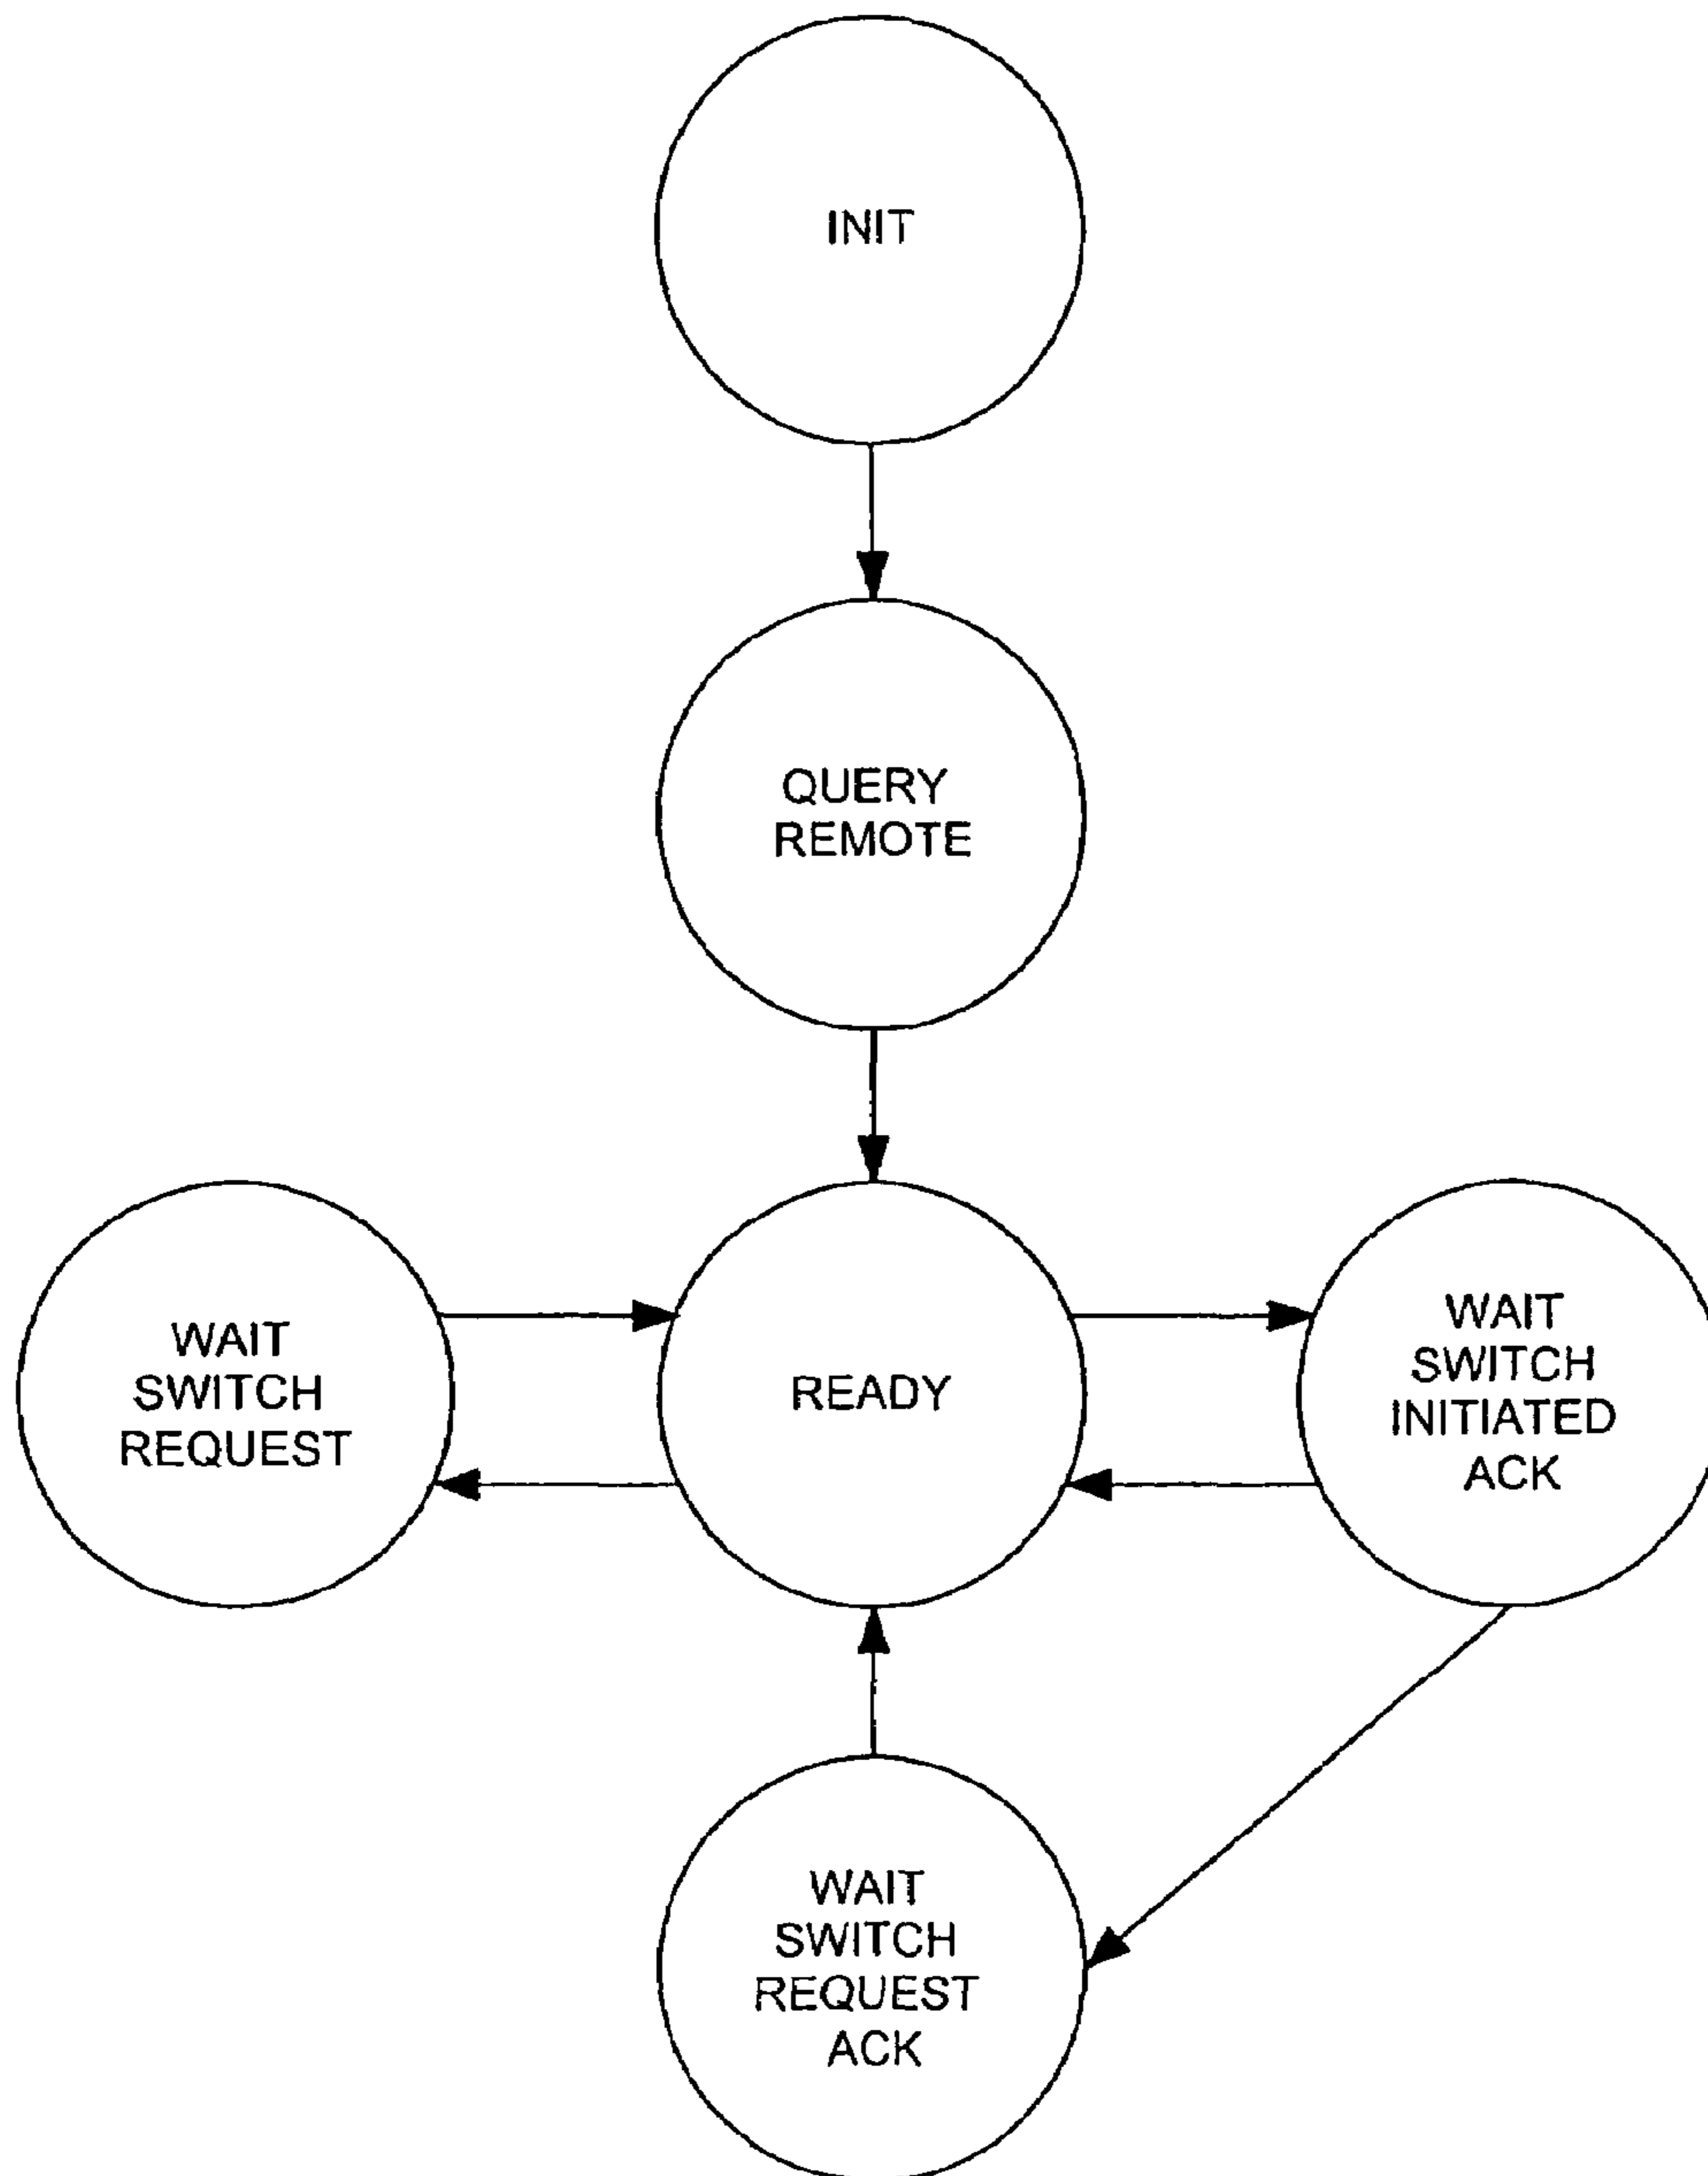 INIT
QUERY
REMOTE
WAIT
SWITCH
REQUEST
READY
WAIT
SWITCH
INITIATED
ACK
WAIT
SWITCH
REQUEST
ACK